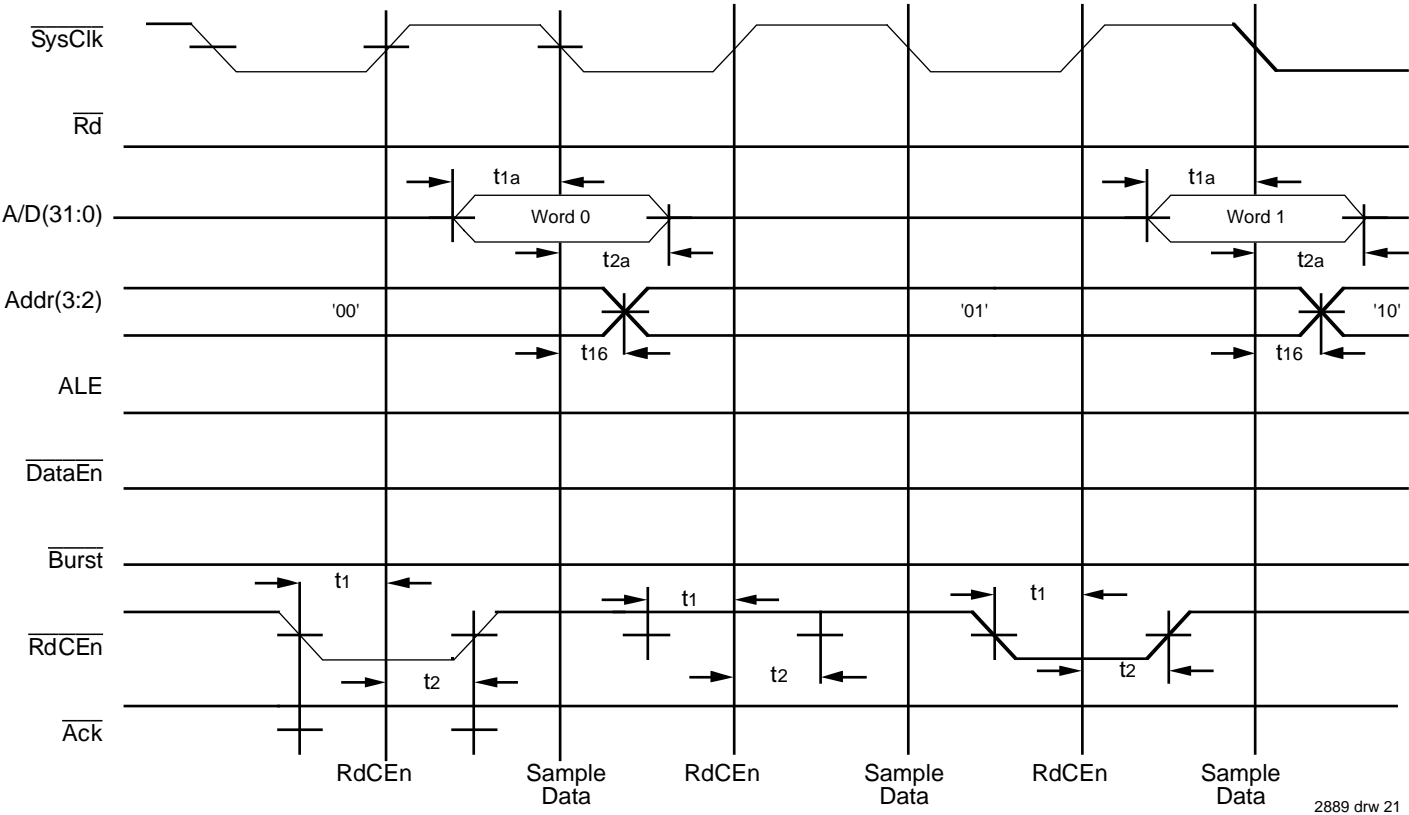 SysClk
Rd
t1a t1a
A/D(31:0) Word 0 Word 1
t2a t2a
Addr(3:2) '00' '01' '10'
t16 t16
ALE
DataEn
Burst
t1 t1 t1
RdCEn
t2 t2 t2
Ack
RdCEn Sample Data RdCEn Sample Data RdCEn Sample Data
2889 drw 21